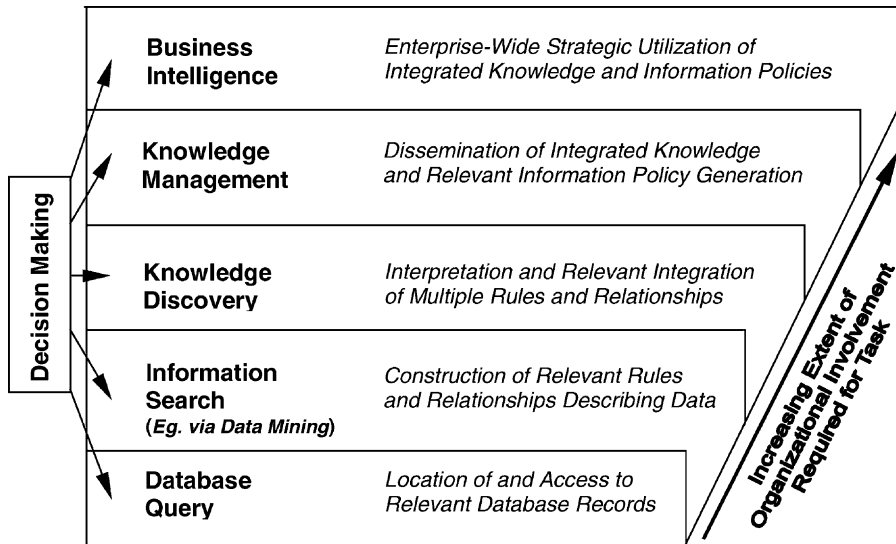 Business
Intelligence
Enterprise-Wide Strategic Utilization of
Integrated Knowledge and Information Policies
Knowledge
Management
Dissemination of Integrated Knowledge
and Relevant Information Policy Generation
Decision Making
Knowledge
Discovery
Interpretation and Relevant Integration
of Multiple Rules and Relationships
Information
Search
(Eg. via Data Mining)
Construction of Relevant Rules
and Relationships Describing Data
Database
Query
Location of and Access to
Relevant Database Records
Increasing Extent of
Organizational Involvement
Required for Task